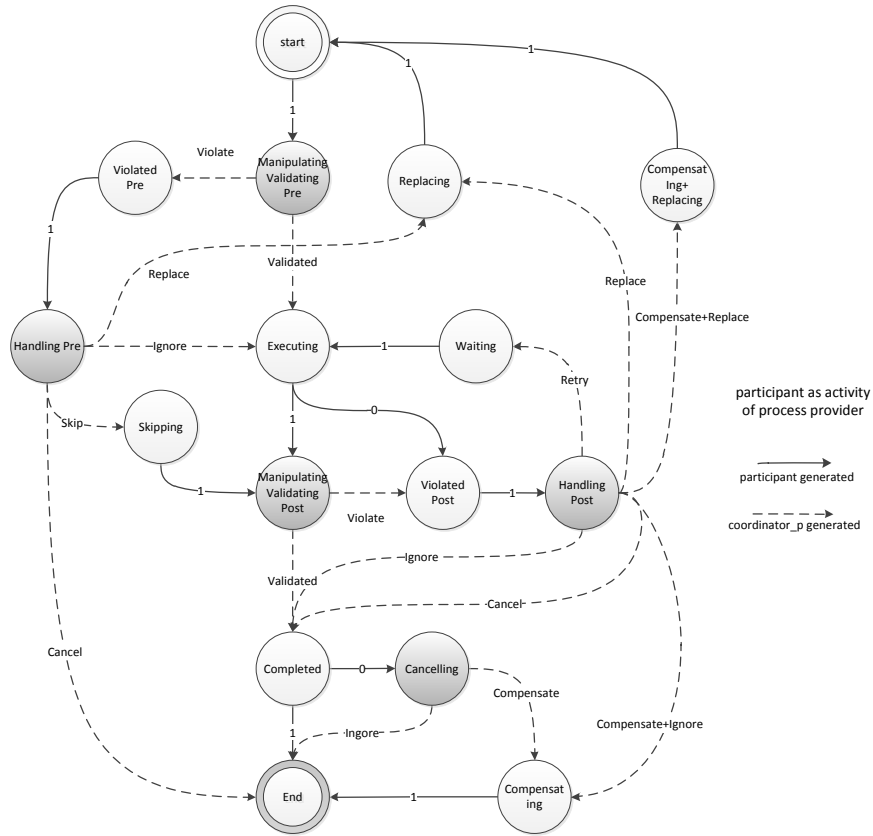 start
1
1
1
Violate
Violated
Pre
Manipulating
Validating
Pre
Replacing
Compensat
ing+
Replacing
1
Validated
Replace
Replace
Compensate+Replace
Handling Pre
Ignore
Executing
1
Waiting
Retry
participant as activity
of process provider
Skip
Skipping
1
0
1
Manipulating
Validating
Post
Violate
Violated
Post
1
Handling
Post
participant generated
coordinator_p generated
Ignore
Validated
Cancel
Cancel
Completed
0
Cancelling
Compensate
Compensate+Ignore
1
Ingore
End
1
Compensat
ing